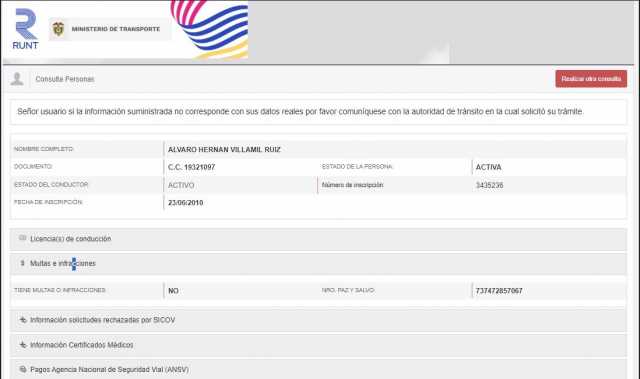 RUNT
MINISTERIO DE TRANSPORTE
Consulta Personas
Realizar otra consulta
Señor usuario si la información suministrada no corresponde con sus datos reales por favor comuníquese con la autoridad de tránsito en la cual solicitó su trámite.
NOMBRE COMPLETO: ALVARO HERNAN VILLAMIL RUIZ
DOCUMENTO: C.C. 19321097 ESTADO DE LA PERSONA: ACTIVA
ESTADO DEL CONDUCTOR: ACTIVO Número de inscripción 3435236
FECHA DE INSCRIPCIÓN: 23/06/2010
Licencia(s) de conducción
$ Multas e infracciones
TIENE MULTAS O INFRACCIONES: NO NRO. PAZ Y SALVO: 737472857067
Información solicitudes rechazadas por SICOV
Información Certificados Médicos
Pagos Agencia Nacional de Seguridad Vial (ANSV)